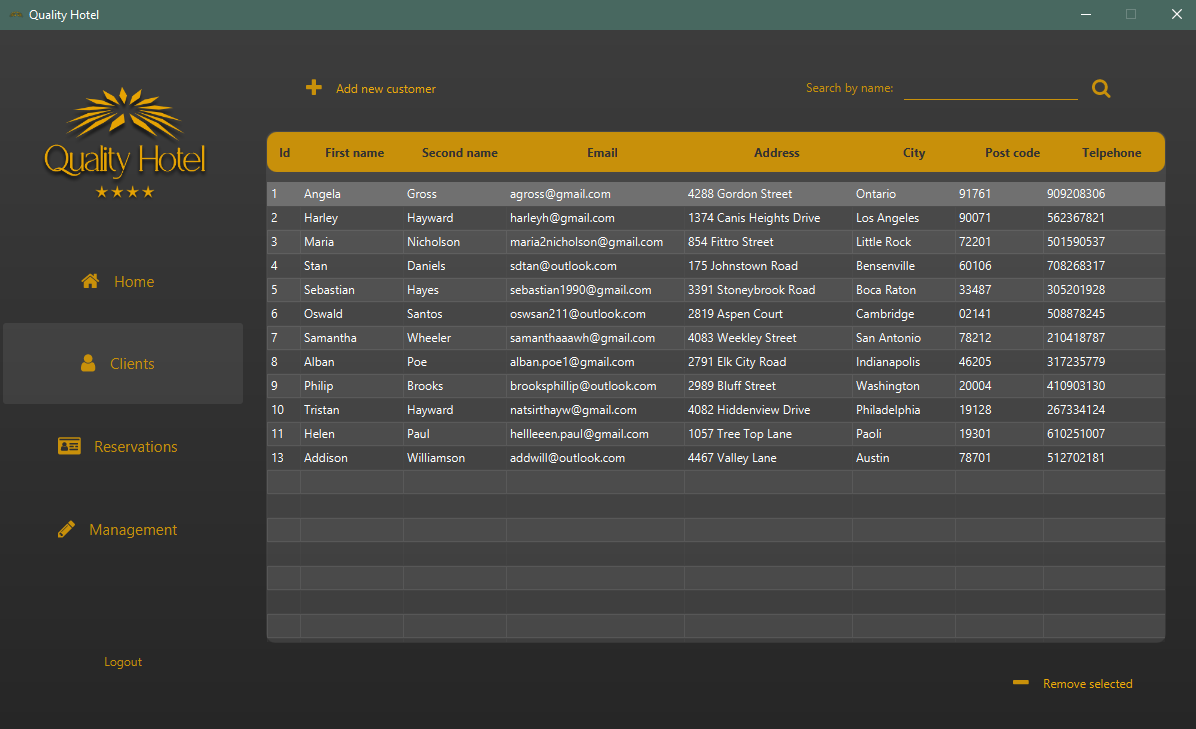 Quality Hotel
Quality Hotel
Home
Clients
Reservations
Management
Logout
Add new customer
Search by name:
Id First name Second name Email Address City Post code Telpehone
1 Angela Gross agross@gmail.com 4288 Gordon Street Ontario 91761 909208306
2 Harley Hayward harleyh@gmail.com 1374 Canis Heights Drive Los Angeles 90071 562367821
3 Maria Nicholson maria2nicholson@gmail.com 854 Fittro Street Little Rock 72201 501590537
4 Stan Daniels sdtan@outlook.com 175 Johnstown Road Bensenville 60106 708268317
5 Sebastian Hayes sebastian1990@gmail.com 3391 Stoneybrook Road Boca Raton 33487 305201928
6 Oswald Santos oswsan211@outlook.com 2819 Aspen Court Cambridge 02141 508878245
7 Samantha Wheeler samanthaaawh@gmail.com 4083 Weekley Street San Antonio 78212 210418787
8 Alban Poe alban.poe1@gmail.com 2791 Elk City Road Indianapolis 46205 317235779
9 Philip Brooks brooksphillip@outlook.com 2989 Bluff Street Washington 20004 410903130
10 Tristan Hayward natsirthayw@gmail.com 4082 Hiddenview Drive Philadelphia 19128 267334124
11 Helen Paul hellleeen.paul@gmail.com 1057 Tree Top Lane Paoli 19301 610251007
13 Addison Williamson addwill@outlook.com 4467 Valley Lane Austin 78701 512702181
Remove selected